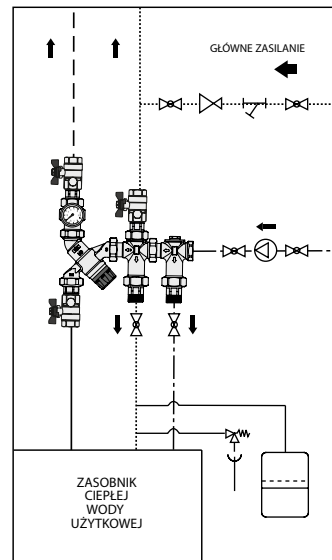 GŁÓWNE ZASILANIE
ZASOBNIK
CIEPŁEJ
WODY
UŻYTKOWEJ